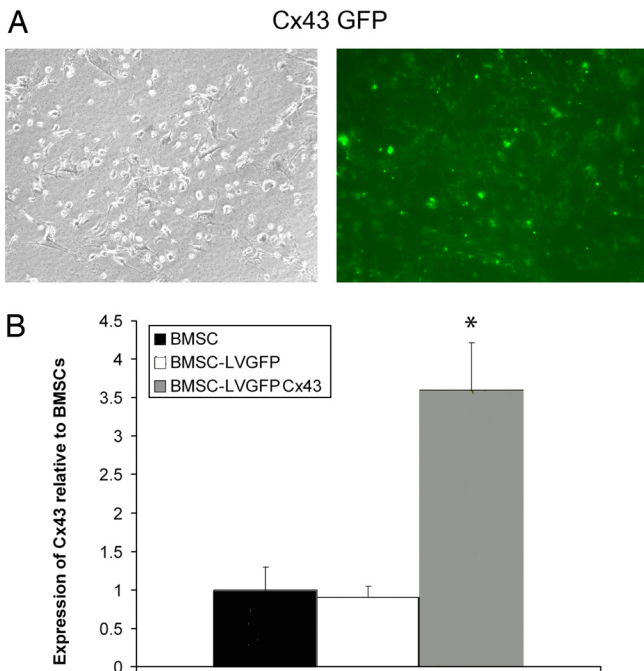 A
Cx43 GFP
B
Expression of Cx43 relative to BMSCs
4.5
4
3.5
3
2.5
2
1.5
1
0.5
0
BMSC
BMSC-LVGFP
BMSC-LVGFP Cx43
*